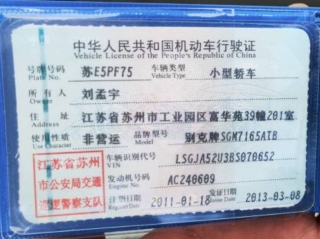 中华人民共和国机动车行驶证
Vehicle License of the People's Republic of China
号牌号码 苏E5PF75 车辆类型 小型轿车
Plate No. Vehicle Type
所有人 刘孟宇
Owner
住址 江苏省苏州市工业园区富华苑39幢201室
Address
使用性质 非营运 品牌型号 别克牌SGM7165ATB
Use Character Model
江苏省苏州市公安局交通巡逻警察支队
车辆识别代号 LSGJA52U3BS070652
VIN
发动机号码 AC240609
Engine No.
注册日期 2011-01-18 发证日期 2013-03-08
Register Date Issue Date